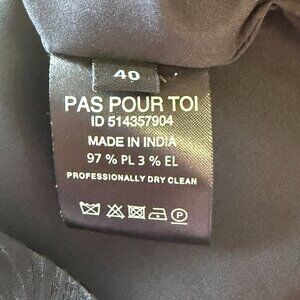 40
PAS POUR TOI
ID 514357904
MADE IN INDIA
97 % PL 3 % EL
PROFESSIONALLY DRY CLEAN
P